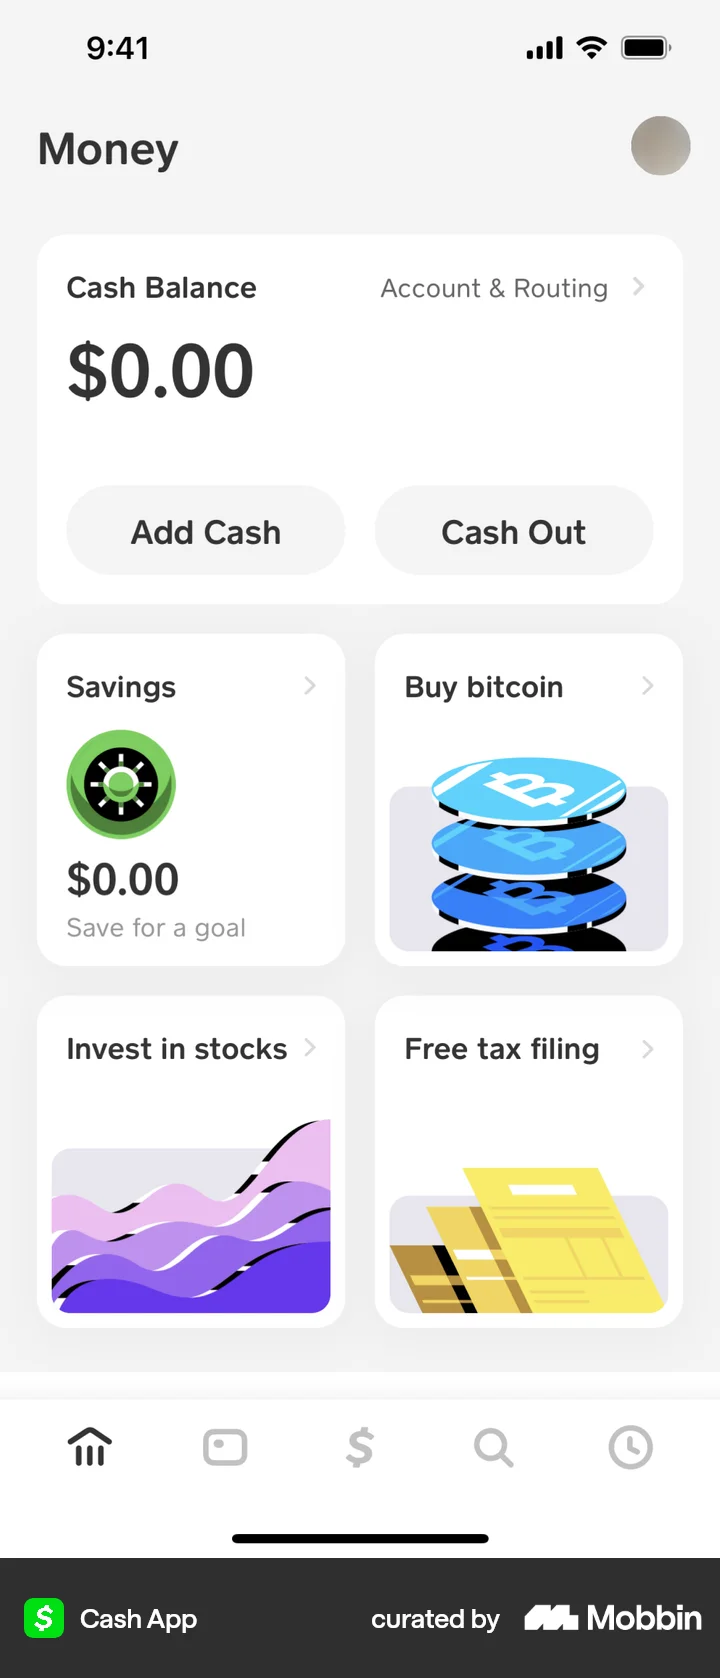 9:41
Money
Cash Balance
Account & Routing
$0.00
Add Cash
Cash Out
Savings
Buy bitcoin
$0.00
Save for a goal
Invest in stocks
Free tax filing
Cash App
curated by Mobbin